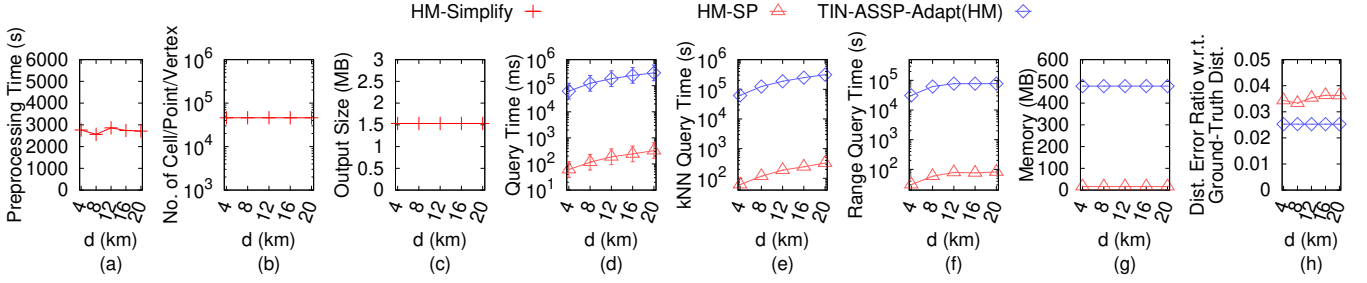 HM-Simplify HM-SP TIN-ASSP-Adapt(HM)
Preprocessing Time (s)
6000
5000
4000
3000
2000
1000
0
4 8 12 16 20
d (km)
(a)
No. of Cell/Point/Vertex
10^6
10^5
10^4
10^3
4 8 12 16 20
d (km)
(b)
Output Size (MB)
3
2.5
2
1.5
1
0.5
0
4 8 12 16 20
d (km)
(c)
Query Time (ms)
10^6
10^5
10^4
10^3
10^2
10^1
4 8 12 16 20
d (km)
(d)
kNN Query Time (s)
10^6
10^5
10^4
10^3
10^2
4 8 12 16 20
d (km)
(e)
Range Query Time (s)
10^5
10^4
10^3
10^2
4 8 12 16 20
d (km)
(f)
Memory (MB)
600
500
400
300
200
100
0
4 8 12 16 20
d (km)
(g)
Dist. Error Ratio w.r.t.
Ground-Truth Dist.
0.05
0.04
0.03
0.02
0.01
0
4 8 12 16 20
d (km)
(h)